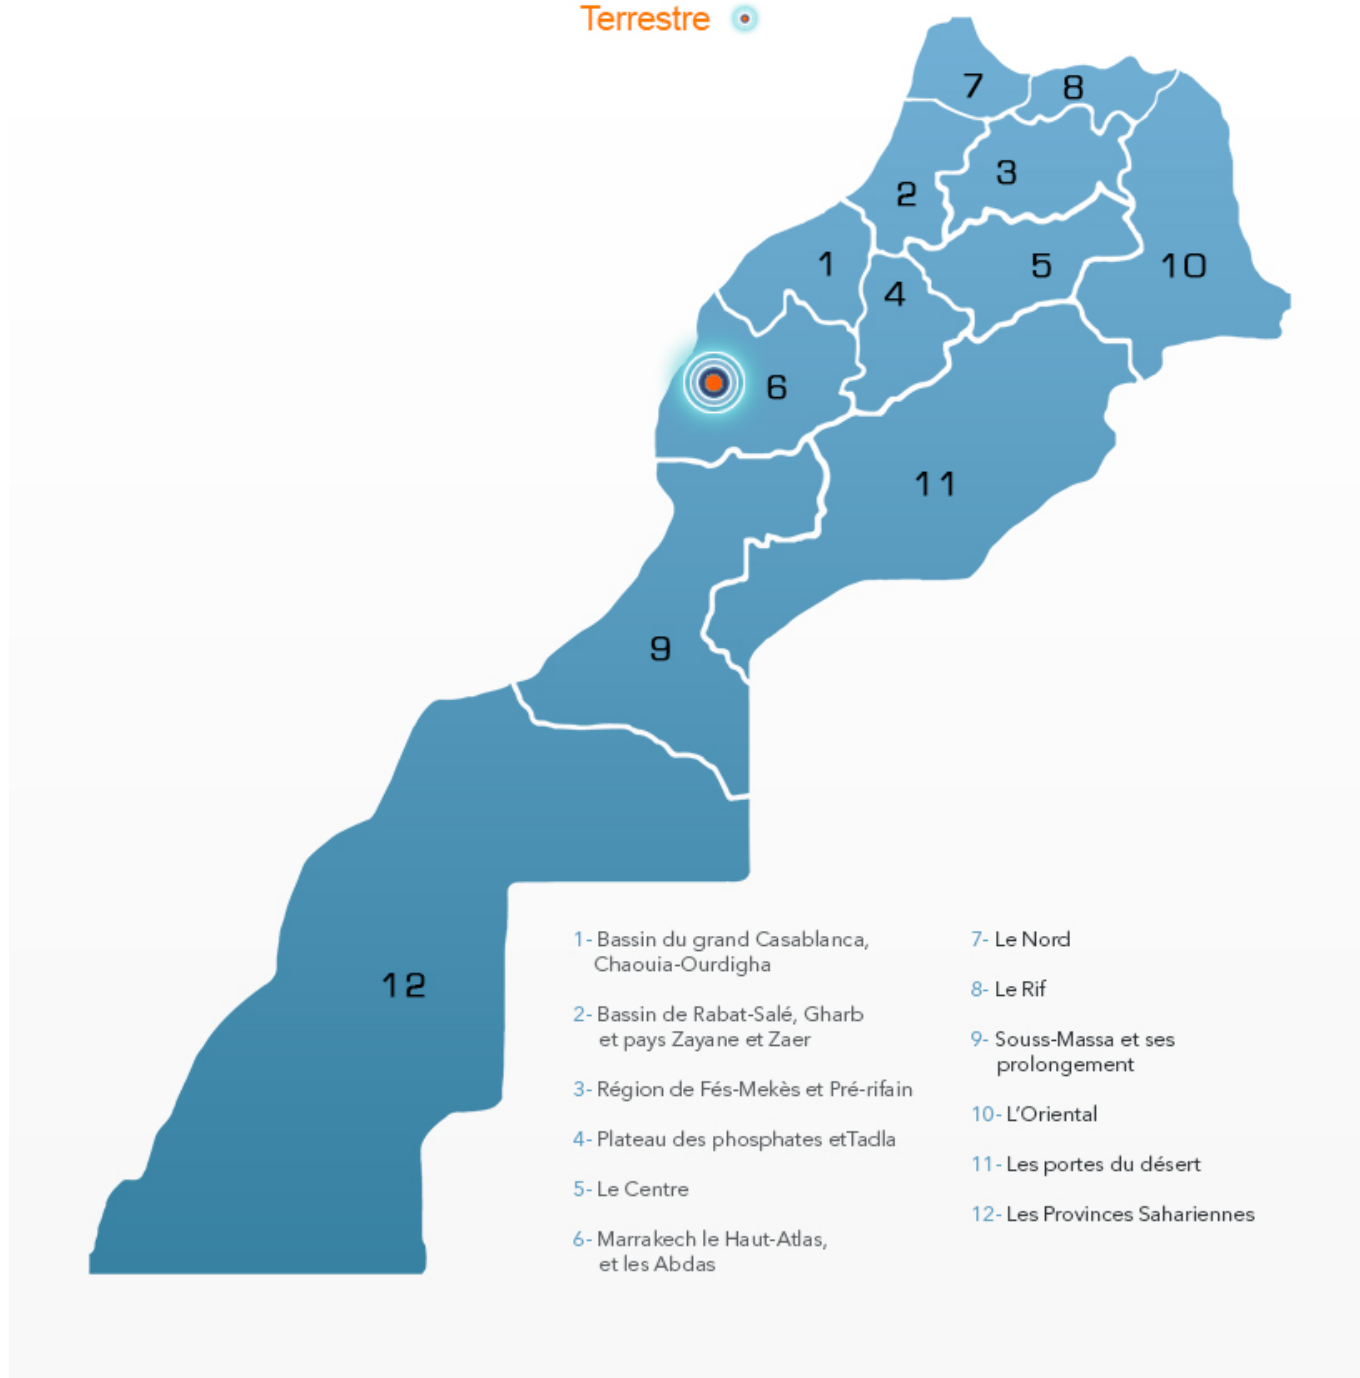 Terrestre
7
8
3
2
1
5
10
4
6
11
9
12
1- Bassin du grand Casablanca,
Chaouia-Ourdigha
2- Bassin de Rabat-Salé, Gharb
et pays Zayane et Zaer
3- Région de Fés-Mekès et Pré-rifain
4- Plateau des phosphates etTadla
5- Le Centre
6- Marrakech le Haut-Atlas,
et les Abdas
7- Le Nord
8- Le Rif
9- Souss-Massa et ses
prolongement
10- L’Oriental
11- Les portes du désert
12- Les Provinces Sahariennes